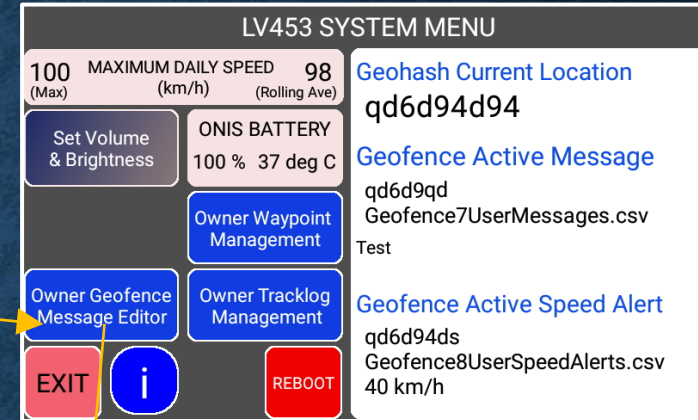 LV453 SYSTEM MENU
100 MAXIMUM DAILY SPEED 98
(Max) (km/h) (Rolling Ave)
Set Volume
& Brightness
ONIS BATTERY
100 % 37 deg C
Owner Waypoint
Management
Owner Geofence
Message Editor
Owner Tracklog
Management
EXIT
i
REBOOT
Geohash Current Location
qd6d94d94
Geofence Active Message
qd6d9qd
Geofence7UserMessages.csv
Test
Geofence Active Speed Alert
qd6d94ds
Geofence8UserSpeedAlerts.csv
40 km/h